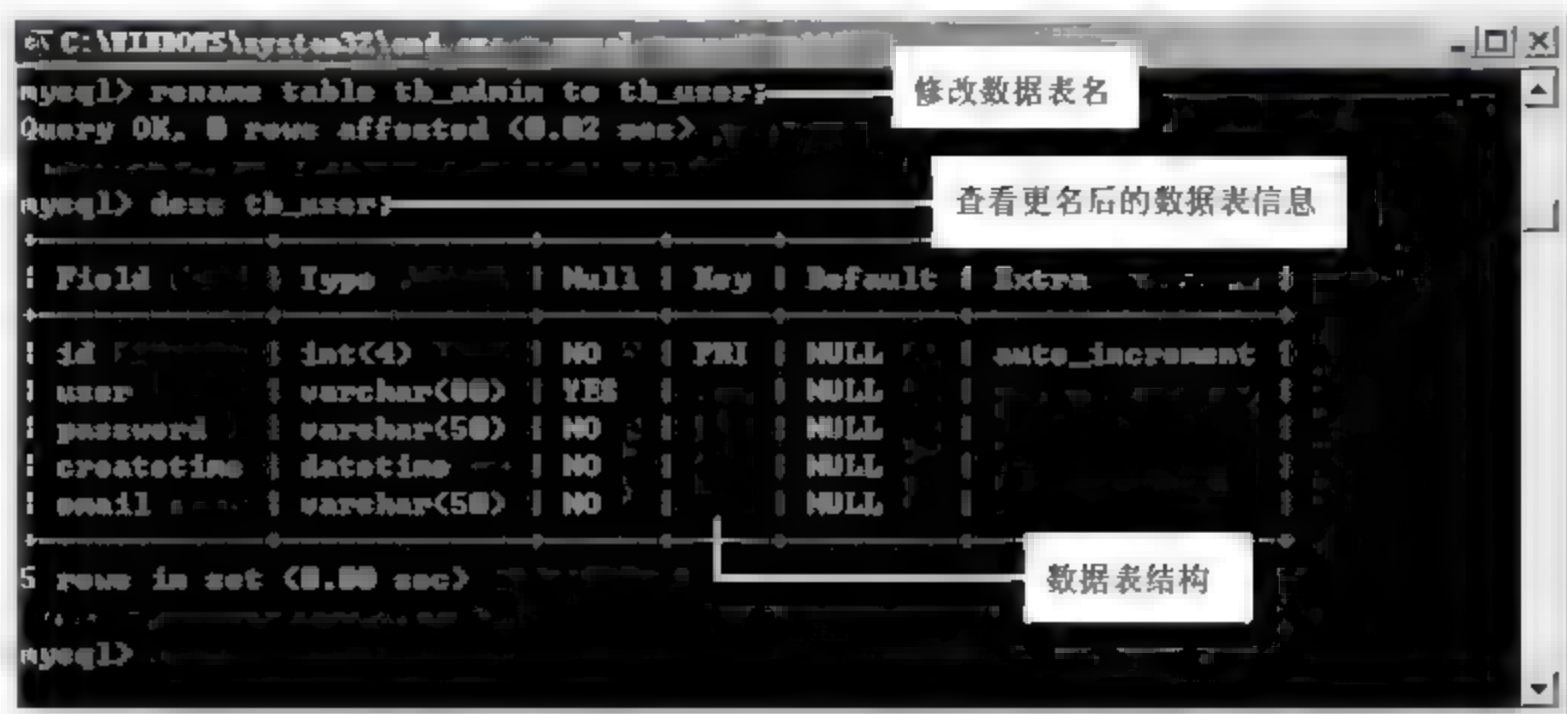 C:\WINDOWS\system32\cmd
mysql> rename table tb_admin to tb_user;
修改数据表名
Query OK, 0 rows affected (0.02 sec)
mysql> desc tb_user;
查看更名后的数据表信息
| Field | Type | Null | Key | Default | Extra |
| id | int(4) | NO | PRI | NULL | auto_increment |
| user | YES | | NULL | |
| password | varchar(50) | NO | | NULL | |
| createtime | datetime | NO | | NULL | |
| email | varchar(50) | NO | | NULL | |
5 rows in set (0.00 sec)
数据表结构
mysql>